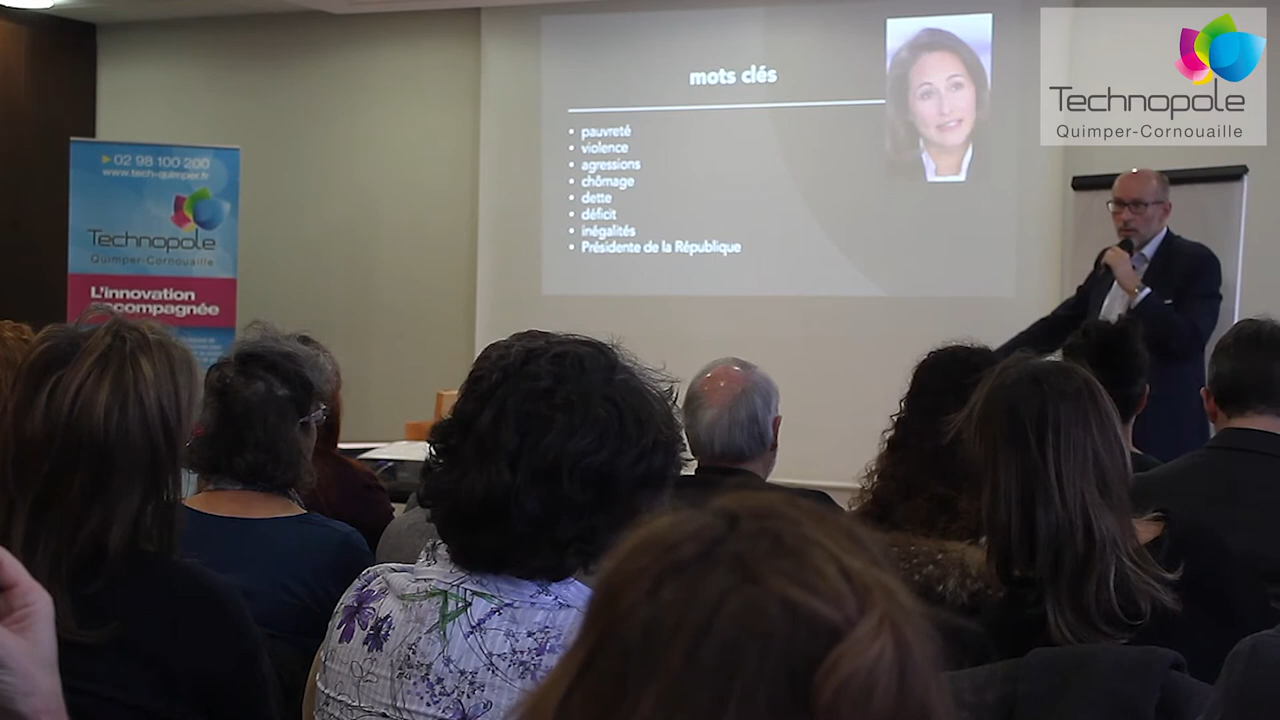 mots clés
• pauvreté
• violence
• agressions
• chômage
• dette
• déficit
• inégalités
• Présidente de la République
Technopole
Quimper-Cornouaille
02 98 100 200
www.tech-quimper.fr
Technopole
Quimper-Cornouaille
L'innovation
accompagnée